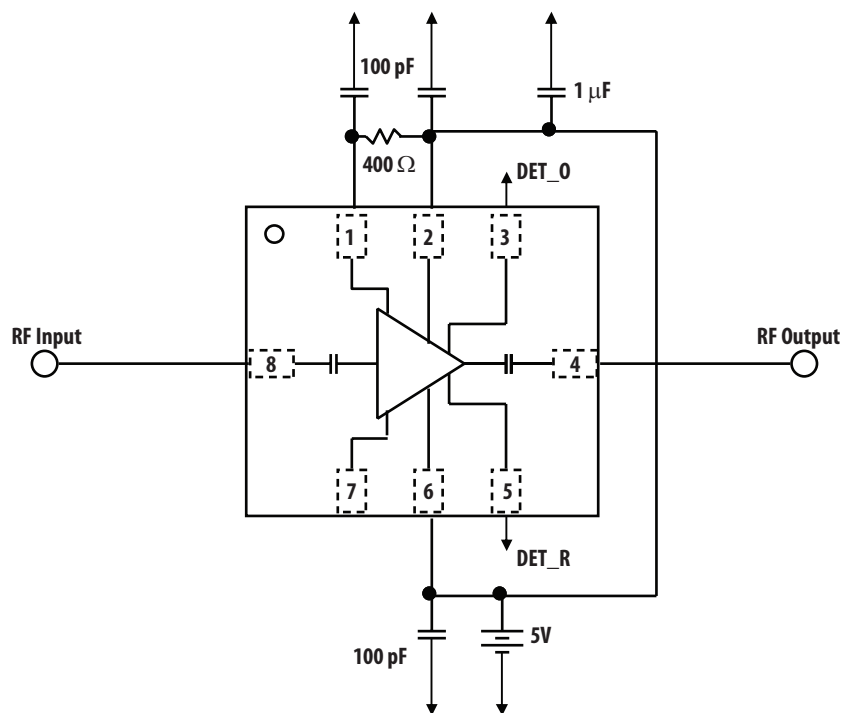 100 pF
1 μF
400 Ω
DET_O
1
2
3
RF Input
RF Output
8
4
7
6
5
DET_R
100 pF
5V